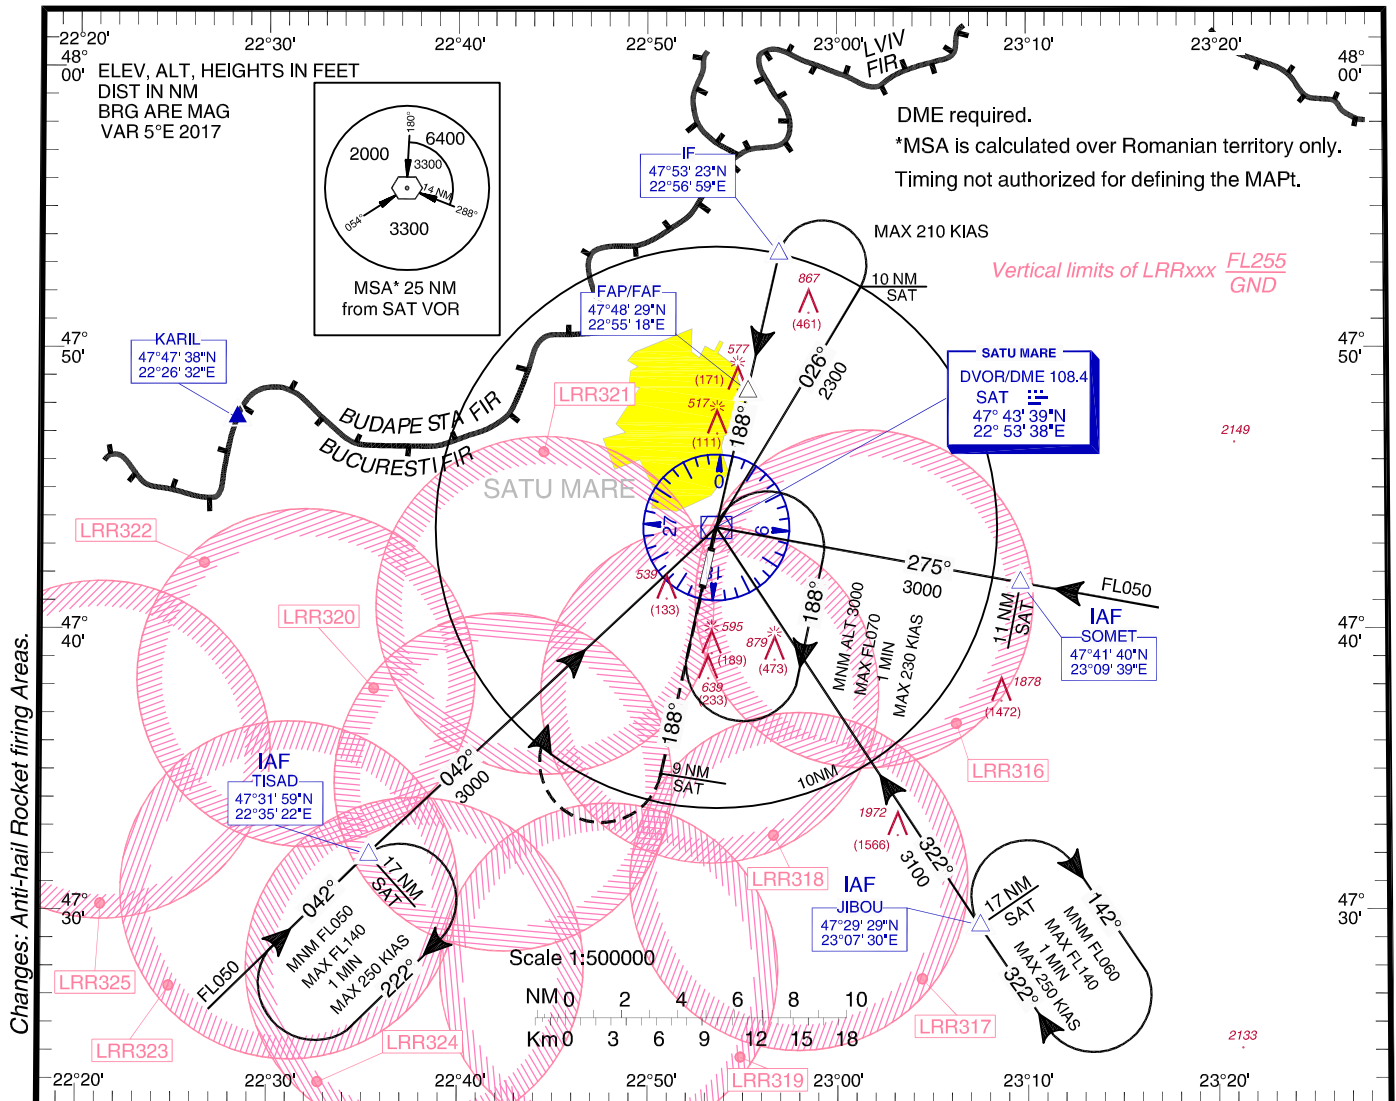 22°20'
22°30'
22°40'
22°50'
23°00'
23°10'
23°20'
48°
00'
48°
00'
ELEV, ALT, HEIGHTS IN FEET
DIST IN NM
BRG ARE MAG
VAR 5°E 2017
LVIV
FIR
DME required.
*MSA is calculated over Romanian territory only.
Timing not authorized for defining the MAPt.
180°
2000
6400
3300
14 NM
054°
288°
3300
MSA* 25 NM
from SAT VOR
IF
47°53' 23"N
22°56' 59"E
MAX 210 KIAS
Vertical limits of LRRxxx FL255
GND
10 NM
SAT
867
(461)
FAP/FAF
47°48' 29"N
22°55' 18"E
KARIL
47°47' 38"N
22°26' 32"E
47°
50'
47°
50'
577
(171)
026°
2300
SATU MARE
DVOR/DME 108.4
SAT
47° 43' 39"N
22° 53' 38"E
LRR321
517
(111)
188°
BUDAPESTA FIR
BUCURESTI FIR
2149
SATU MARE
0
27
9
18
LRR322
539
(133)
275°
3000
FL050
IAF
SOMET
47°41' 40"N
23°09' 39"E
11 NM
SAT
LRR320
47°
40'
47°
40'
188°
595
(189)
879
(473)
639
(233)
MNM ALT 3000
MAX FL070
1 MIN
MAX 230 KIAS
1878
(1472)
188°
LRR316
IAF
TISAD
47°31' 59"N
22°35' 22"E
042°
3000
9 NM
SAT
10NM
1972
(1566)
322°
3100
LRR318
17 NM
SAT
IAF
JIBOU
47°29' 29"N
23°07' 30"E
17 NM
SAT
47°
30'
47°
30'
042°
MNM FL050
MAX FL140
1 MIN
MAX 250 KIAS
222°
FL050
142°
MNM FL060
MAX FL140
1 MIN
MAX 250 KIAS
322°
Scale 1:500000
NM 0 2 4 6 8 10
Km 0 3 6 9 12 15 18
LRR325
LRR323
LRR324
LRR317
LRR319
2133
22°20'
22°30'
22°40'
22°50'
23°00'
23°10'
23°20'
Changes: Anti-hail Rocket firing Areas.